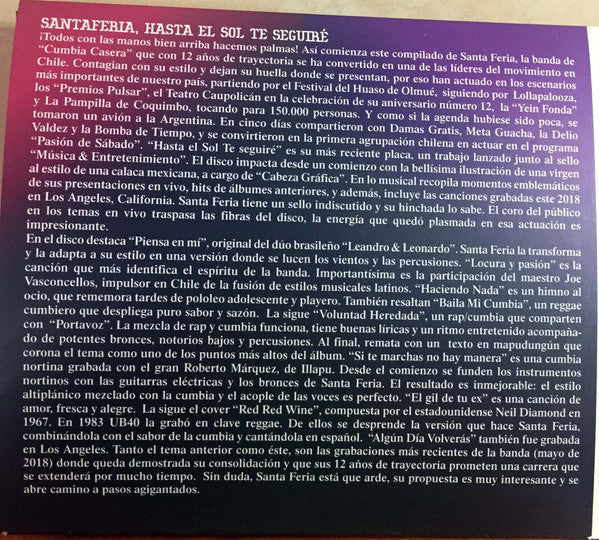 SANTAFERIA, HASTA EL SOL TE SEGUIRÉ
¡Todos con las manos bien arriba hacemos palmas! Así comienza este compilado de Santa Feria, la banda de
“Cumbia Casera” que con 12 años de trayectoria se ha convertido en una de las líderes del movimiento en
Chile. Contagian con su estilo y dejan su huella donde se presentan, por eso han actuado en los escenarios
más importantes de nuestro país, partiendo por el Festival del Huaso de Olmué, siguiendo por Lollapalooza,
los “Premios Pulsar”, el Teatro Caupolicán en la celebración de su aniversario número 12, la “Yein Fonda”
y La Pampilla de Coquimbo, tocando para 150.000 personas. Y como si la agenda hubiese sido poca, se
tomaron un avión a la Argentina. En cinco días compartieron con Damas Gratis, Meta Guacha, la Delio
Valdez y la Bomba de Tiempo, y se convirtieron en la primera agrupación chilena en actuar en el programa
“Pasión de Sábado”. “Hasta el Sol Te seguiré” es su más reciente placa, un trabajo lanzado junto al sello
“Música & Entretenimiento”. El disco impacta desde un comienzo con la bellísima ilustración de una virgen
al estilo de una calaca mexicana, a cargo de “Cabeza Gráfica”. En lo musical recopila momentos emblemáticos
de sus presentaciones en vivo, hits de álbumes anteriores, y además, incluye las canciones grabadas este 2018
en Los Angeles, California. Santa Feria tiene un sello indiscutido y su hinchada lo sabe. El coro del público
en los temas en vivo traspasa las fibras del disco, la energía que quedó plasmada en esa actuación es
impresionante.
En el disco destaca “Piensa en mí”, original del dúo brasileño “Leandro & Leonardo”. Santa Feria la transforma
y la adapta a su estilo en una versión donde se lucen los vientos y las percusiones. “Locura y pasión” es la
canción que más identifica el espíritu de la banda. Importantísima es la participación del maestro Joe
Vasconcellos, impulsor en Chile de la fusión de estilos musicales latinos. “Haciendo Nada” es un himno al
ocio, que rememora tardes de pololeo adolescente y playero. También resaltan “Baila Mi Cumbia”, un reggae
cumbiero que despliega puro sabor y sazón. La sigue “Voluntad Heredada”, un rap/cumbia que comparten
con “Portavoz”. La mezcla de rap y cumbia funciona, tiene buenas líricas y un ritmo entretenido acompaña-
do de potentes bronces, notorios bajos y percusiones. Al final, remata con un texto en mapudungún que
corona el tema como uno de los puntos más altos del álbum. “Si te marchas no hay manera” es una cumbia
nortina grabada con el gran Roberto Márquez, de Illapu. Desde el comienzo se funden los instrumentos
nortinos con las guitarras eléctricas y los bronces de Santa Feria. El resultado es inmejorable: el estilo
altiplánico mezclado con la cumbia y el acople de las voces es perfecto. “El gil de tu ex” es una canción de
amor, fresca y alegre. La sigue el cover “Red Red Wine”, compuesta por el estadounidense Neil Diamond en
1967. En 1983 UB40 la grabó en clave reggae. De ellos se desprende la versión que hace Santa Feria,
combinándola con el sabor de la cumbia y cantándola en español. “Algún Día Volverás” también fue grabada
en Los Angeles. Tanto el tema anterior como éste, son las grabaciones más recientes de la banda (mayo de
2018) donde queda demostrada su consolidación y que sus 12 años de trayectoria prometen una carrera que
se extenderá por mucho tiempo. Sin duda, Santa Feria está que arde, su propuesta es muy interesante y se
abre camino a pasos agigantados.